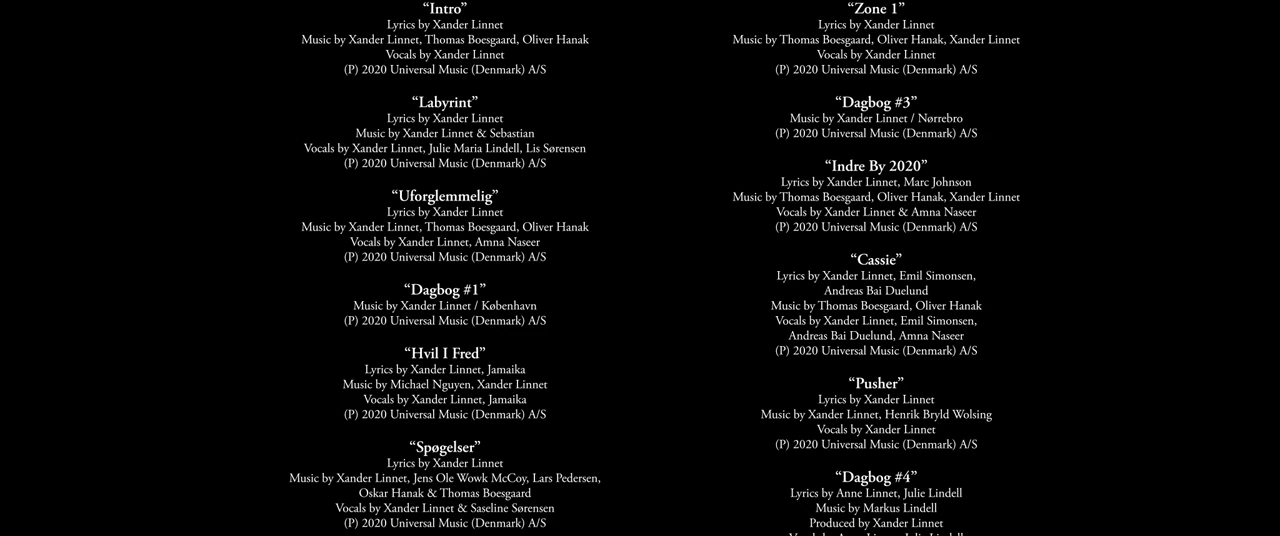 “Intro”
Lyrics by Xander Linnet
Music by Xander Linnet, Thomas Boesgaard, Oliver Hanak
Vocals by Xander Linnet
(P) 2020 Universal Music (Denmark) A/S
“Labyrint”
Lyrics by Xander Linnet
Music by Xander Linnet & Sebastian
Vocals by Xander Linnet, Julie Maria Lindell, Lis Sørensen
(P) 2020 Universal Music (Denmark) A/S
“Uforglemmelig”
Lyrics by Xander Linnet
Music by Xander Linnet, Thomas Boesgaard, Oliver Hanak
Vocals by Xander Linnet, Amna Naseer
(P) 2020 Universal Music (Denmark) A/S
“Dagbog #1”
Music by Xander Linnet / København
(P) 2020 Universal Music (Denmark) A/S
“Hvil I Fred”
Lyrics by Xander Linnet, Jamaika
Music by Michael Nguyen, Xander Linnet
Vocals by Xander Linnet, Jamaika
(P) 2020 Universal Music (Denmark) A/S
“Spøgelser”
Lyrics by Xander Linnet
Music by Xander Linnet, Jens Ole Wowk McCoy, Lars Pedersen,
Oskar Hanak & Thomas Boesgaard
Vocals by Xander Linnet & Saseline Sørensen
(P) 2020 Universal Music (Denmark) A/S
“Zone 1”
Lyrics by Xander Linnet
Music by Thomas Boesgaard, Oliver Hanak, Xander Linnet
Vocals by Xander Linnet
(P) 2020 Universal Music (Denmark) A/S
“Dagbog #3”
Music by Xander Linnet / Nørrebro
(P) 2020 Universal Music (Denmark) A/S
“Indre By 2020”
Lyrics by Xander Linnet, Marc Johnson
Music by Thomas Boesgaard, Oliver Hanak, Xander Linnet
Vocals by Xander Linnet & Amna Naseer
(P) 2020 Universal Music (Denmark) A/S
“Cassie”
Lyrics by Xander Linnet, Emil Simonsen,
Andreas Bai Duelund
Music by Thomas Boesgaard, Oliver Hanak
Vocals by Xander Linnet, Emil Simonsen,
Andreas Bai Duelund, Amna Naseer
(P) 2020 Universal Music (Denmark) A/S
“Pusher”
Lyrics by Xander Linnet
Music by Xander Linnet, Henrik Bryld Wolsing
Vocals by Xander Linnet
(P) 2020 Universal Music (Denmark) A/S
“Dagbog #4”
Lyrics by Anne Linnet, Julie Lindell
Music by Markus Lindell
Produced by Xander Linnet